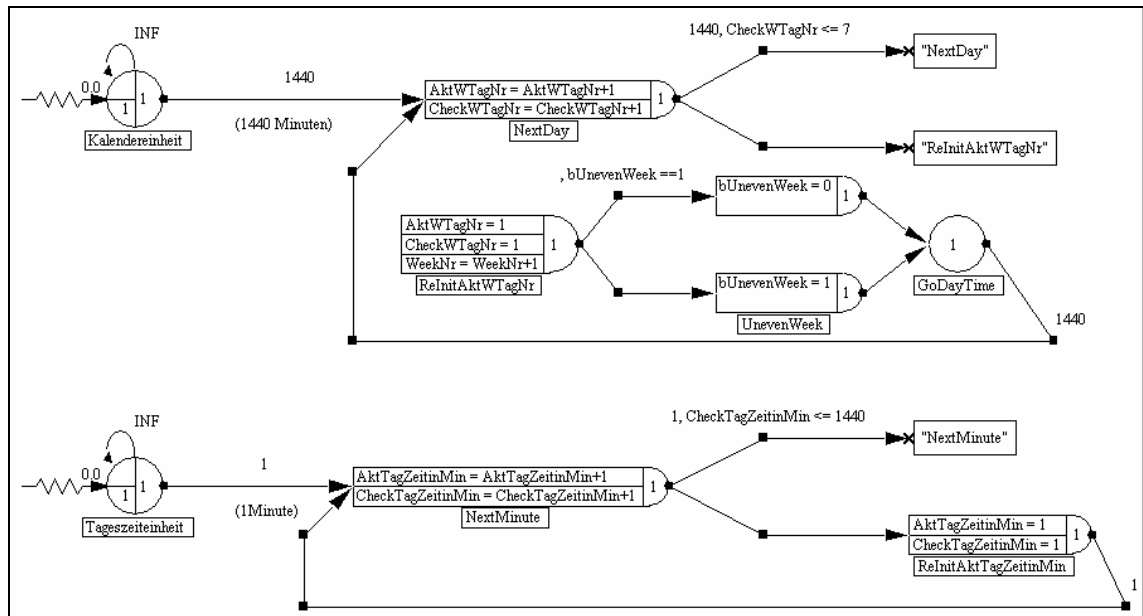 INF
0.0
1
1
Kalendereinheit
1440
(1440 Minuten)
AktWTagNr = AktWTagNr+1
CheckWTagNr = CheckWTagNr+1
1
NextDay
1440, CheckWTagNr <= 7
"NextDay"
"ReInitAktWTagNr"
, bUnevenWeek ==1
AktWTagNr = 1
CheckWTagNr = 1
WeekNr = WeekNr+1
1
ReInitAktWTagNr
bUnevenWeek = 0
1
bUnevenWeek = 1
1
UnevenWeek
1
GoDayTime
1440
INF
0.0
1
1
Tageszeiteinheit
1
(1Minute)
AktTagZeitinMin = AktTagZeitinMin+1
CheckTagZeitinMin = CheckTagZeitinMin+1
1
NextMinute
1, CheckTagZeitinMin <= 1440
"NextMinute"
AktTagZeitinMin = 1
CheckTagZeitinMin = 1
1
ReInitAktTagZeitinMin
1